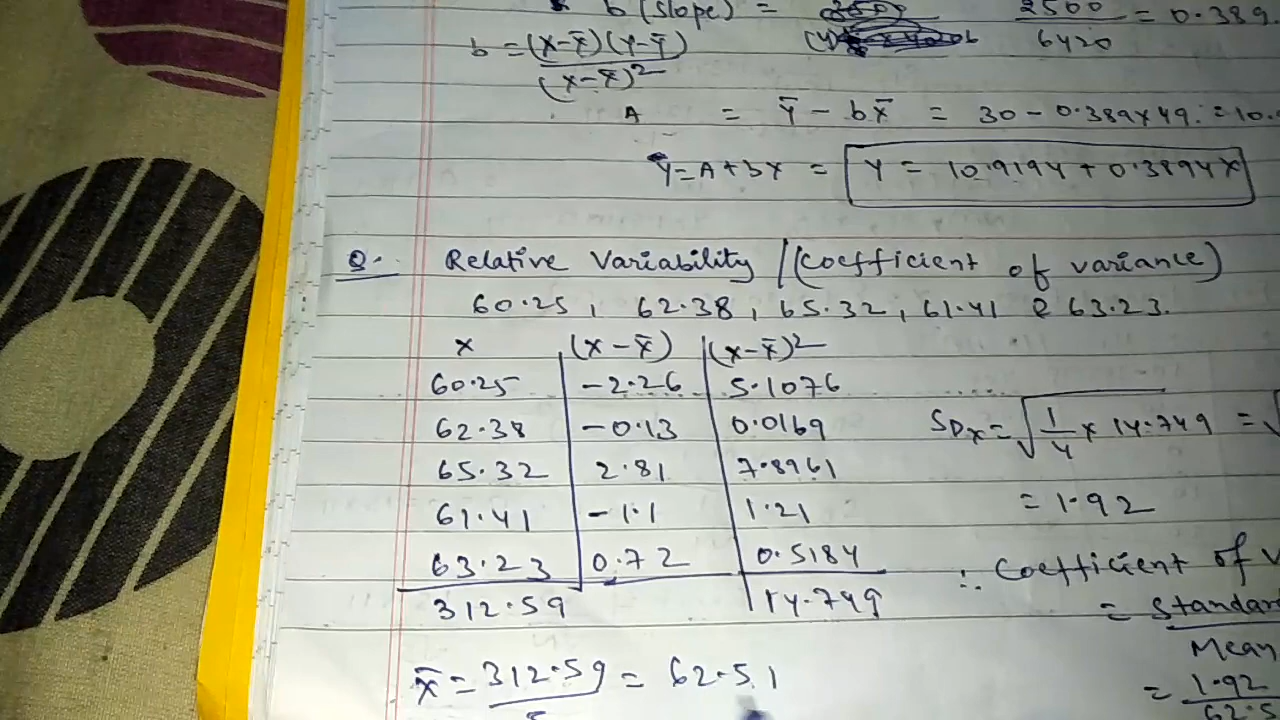 b (slope) = 2500/6420 = 0.389
b = (x-x̄)(y-ȳ)/(x-x̄)²
A = Ȳ - bx̄ = 30 - 0.389x49 = 10.
Y=A+bx = Y = 10.9194+0.3894x
Q. Relative Variability / (Coefficient of variance)
60.25, 62.38, 65.32, 61.41 & 63.23.
x (x-x̄) (x-x̄)²
60.25 -2.26 5.1076
62.38 -0.13 0.0169
65.32 2.81 7.8961
61.41 -1.1 1.21
63.23 0.72 0.5184
312.59 14.749
SDx = √1/4 x 14.749 = √
= 1.92
∴ Coefficient of
=
Mean
= 1.92/62.5
x̄ = 312.59/5 = 62.51